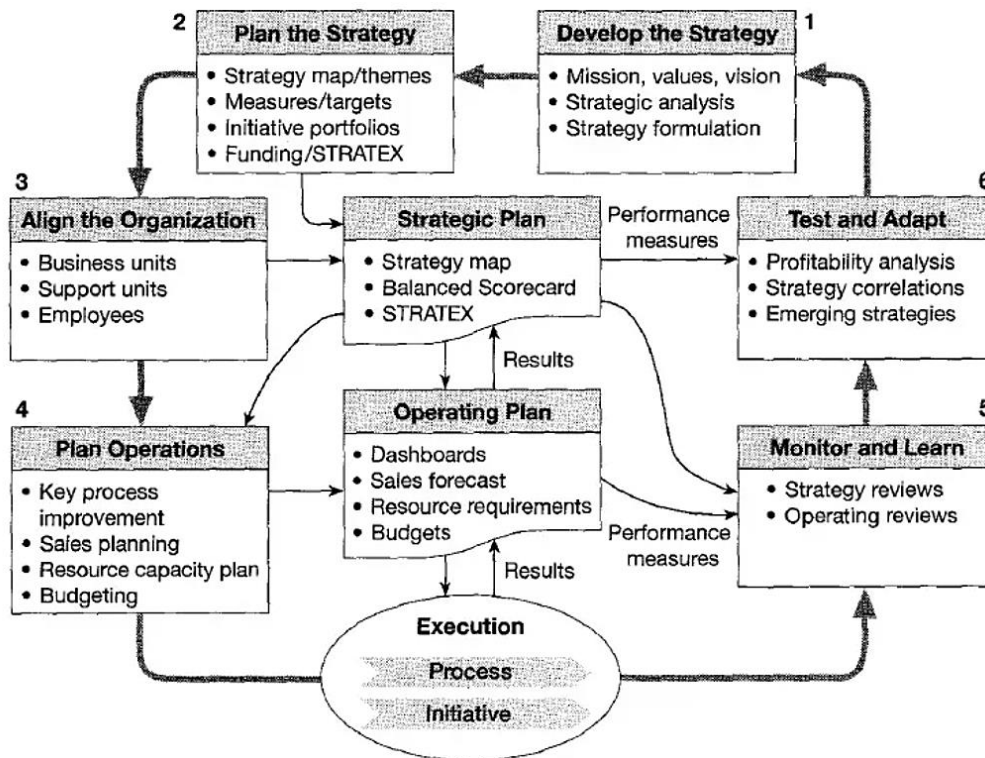 2
Plan the Strategy
• Strategy map/themes
• Measures/targets
• Initiative portfolios
• Funding/STRATEX
1
Develop the Strategy
• Mission, values, vision
• Strategic analysis
• Strategy formulation
3
Align the Organization
• Business units
• Support units
• Employees
Strategic Plan
• Strategy map
• Balanced Scorecard
• STRATEX
Performance
measures
6
Test and Adapt
• Profitability analysis
• Strategy correlations
• Emerging strategies
Results
4
Plan Operations
• Key process
improvement
• Sales planning
• Resource capacity plan
• Budgeting
Operating Plan
• Dashboards
• Sales forecast
• Resource requirements
• Budgets
Performance
measures
5
Monitor and Learn
• Strategy reviews
• Operating reviews
Results
Execution
Process
Initiative